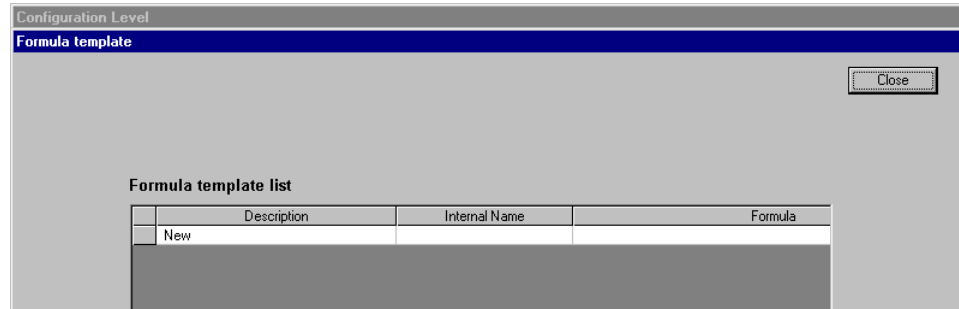 Configuration Level
Formula template
Close
Formula template list
Description Internal Name Formula
New